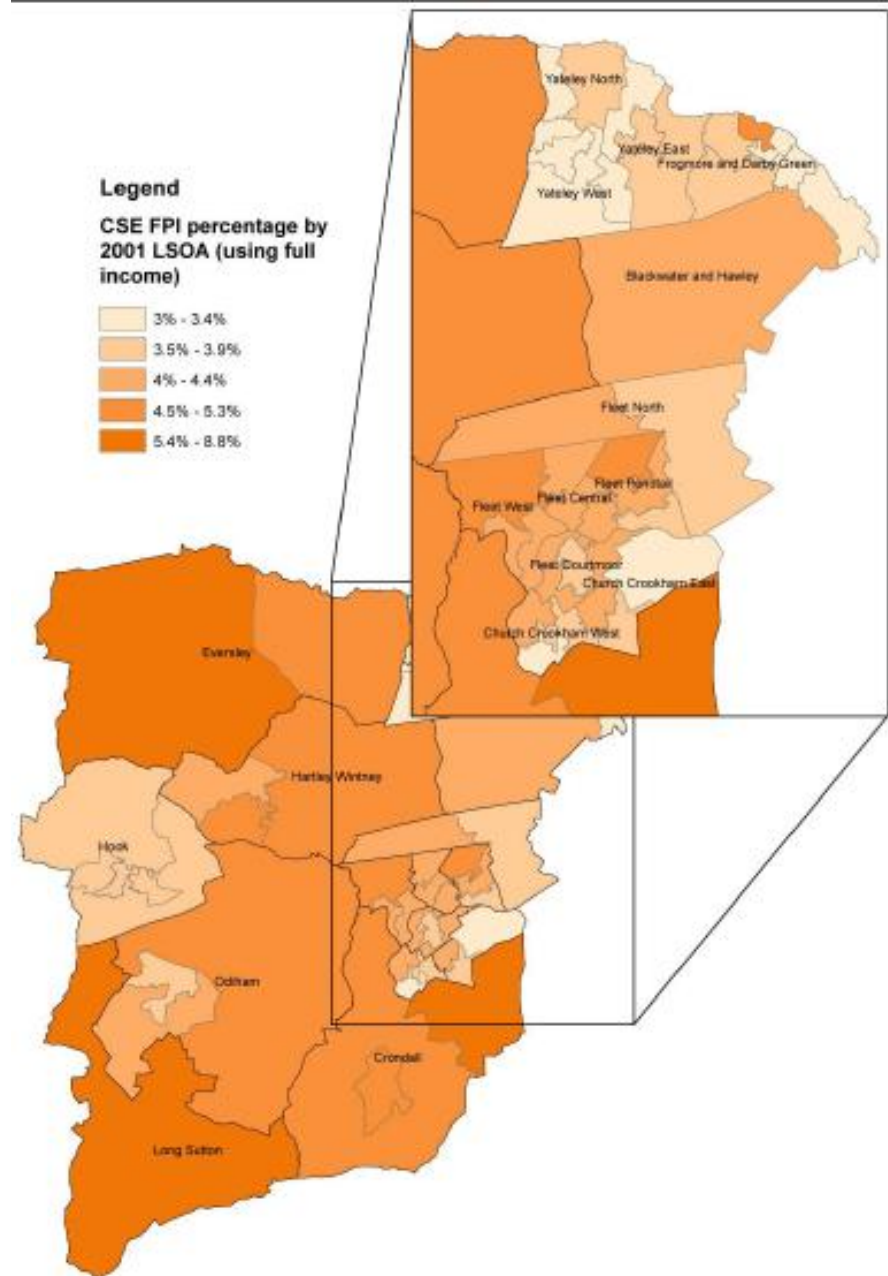 Legend
CSE FPI percentage by
2001 LSOA (using full
income)
3% - 3.4%
3.5% - 3.9%
4% - 4.4%
4.5% - 5.3%
5.4% - 8.8%
Yateley North
Yateley East
Frogmore and Darby Green
Yateley West
Blackwater and Hawley
Fleet North
Fleet Pondtail
Fleet Central
Fleet West
Fleet Courtmoor
Church Crookham East
Church Crookham West
Eversley
Hartley Wintney
Hook
Odiham
Crondall
Long Sutton